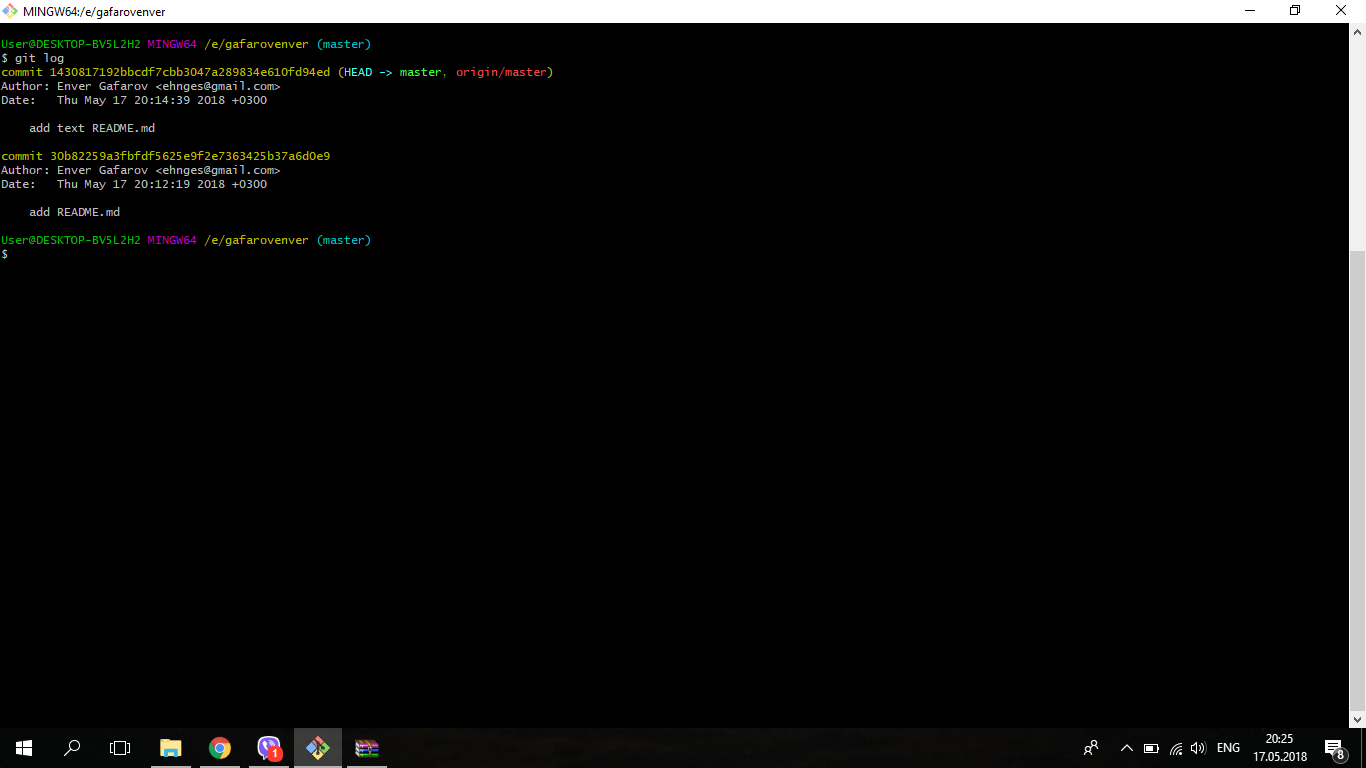 MINGW64:/e/gafarovenver
User@DESKTOP-BV5L2H2 MINGW64 /e/gafarovenver (master)
$ git log
commit 1430817192bbcdf7cbb3047a289834e610fd94ed (HEAD -> master, origin/master)
Author: Enver Gafarov <ehnges@gmail.com>
Date:   Thu May 17 20:14:39 2018 +0300
    add text README.md
commit 30b82259a3fbfdf5625e9f2e7363425b37a6d0e9
Author: Enver Gafarov <ehnges@gmail.com>
Date:   Thu May 17 20:12:19 2018 +0300
    add README.md
User@DESKTOP-BV5L2H2 MINGW64 /e/gafarovenver (master)
$
1
ENG
20:25
17.05.2018
8